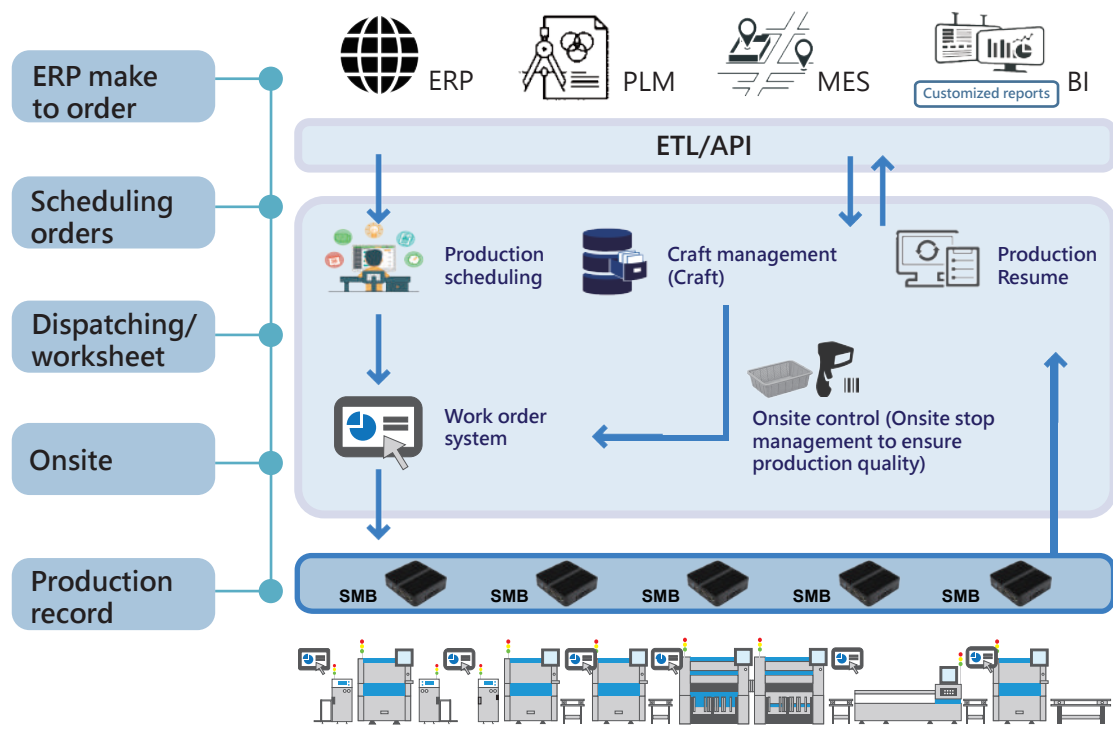 ERP make
to order
Scheduling
orders
Dispatching/
worksheet
Onsite
Production
record
ERP
PLM
MES
BI
Customized reports
ETL/API
Production
scheduling
Craft management
(Craft)
Production
Resume
Work order
system
Onsite control (Onsite stop
management to ensure
production quality)
SMB
SMB
SMB
SMB
SMB